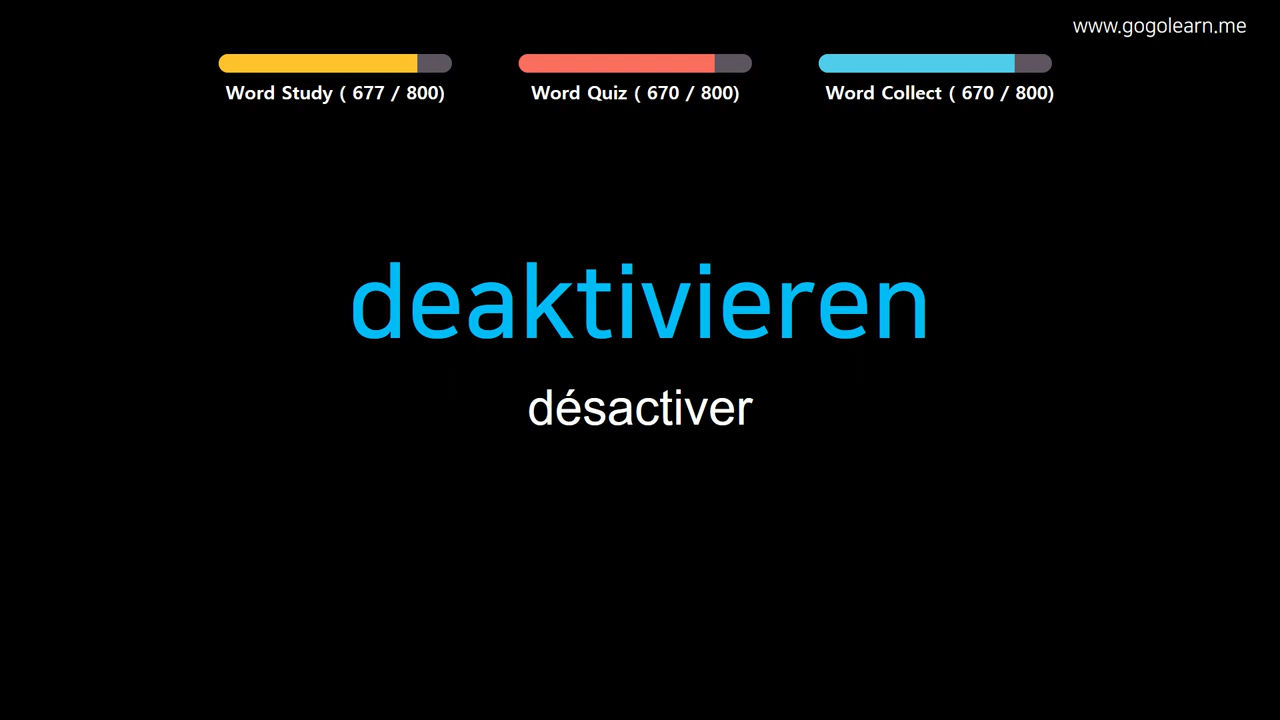 www.gogolearn.me
Word Study ( 677 / 800)
Word Quiz ( 670 / 800)
Word Collect ( 670 / 800)
deaktivieren
désactiver